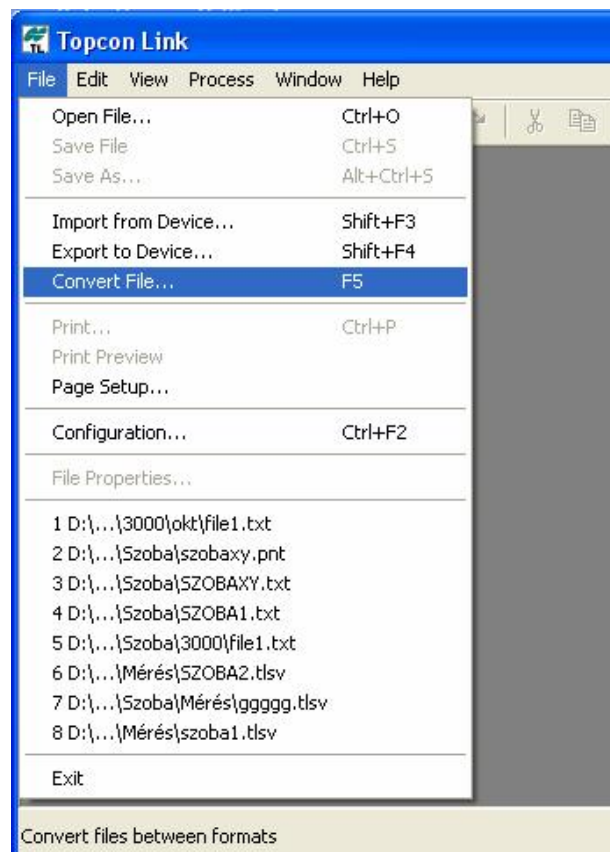 TL Topcon Link
File Edit View Process Window Help
Open File... Ctrl+O
Save File Ctrl+S
Save As... Alt+Ctrl+S
Import from Device... Shift+F3
Export to Device... Shift+F4
Convert File... F5
Print... Ctrl+P
Print Preview
Page Setup...
Configuration... Ctrl+F2
File Properties...
1 D:\...\3000\okt\file1.txt
2 D:\...\Szoba\szobaxy.pnt
3 D:\...\Szoba\SZOBAXY.txt
4 D:\...\Szoba\SZOBA1.txt
5 D:\...\Szoba\3000\file1.txt
6 D:\...\Mérés\SZOBA2.tlsv
7 D:\...\Szoba\Mérés\ggggg.tlsv
8 D:\...\Mérés\szoba1.tlsv
Exit
Convert files between formats